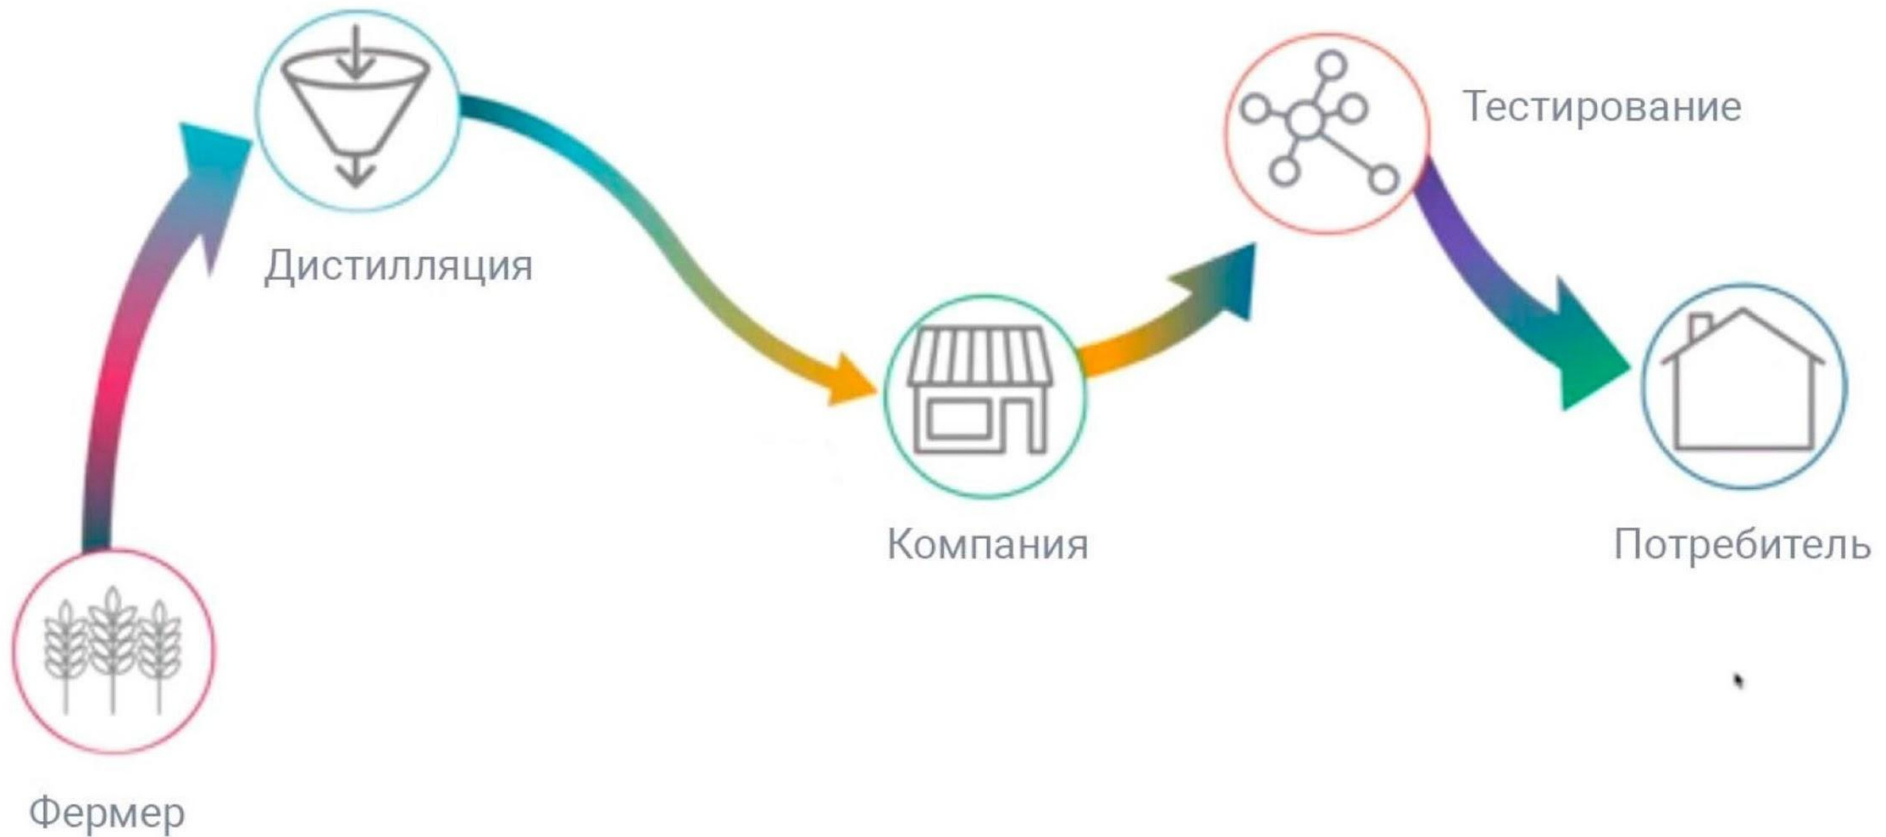 Тестирование
Дистилляция
Компания
Потребитель
Фермер